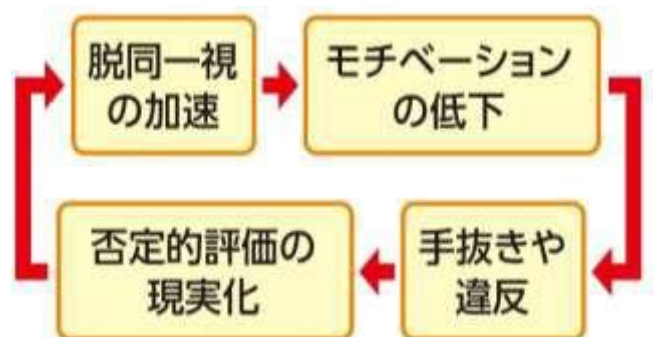 脱同一視
の加速
モチベーション
の低下
手抜きや
違反
否定的評価の
現実化